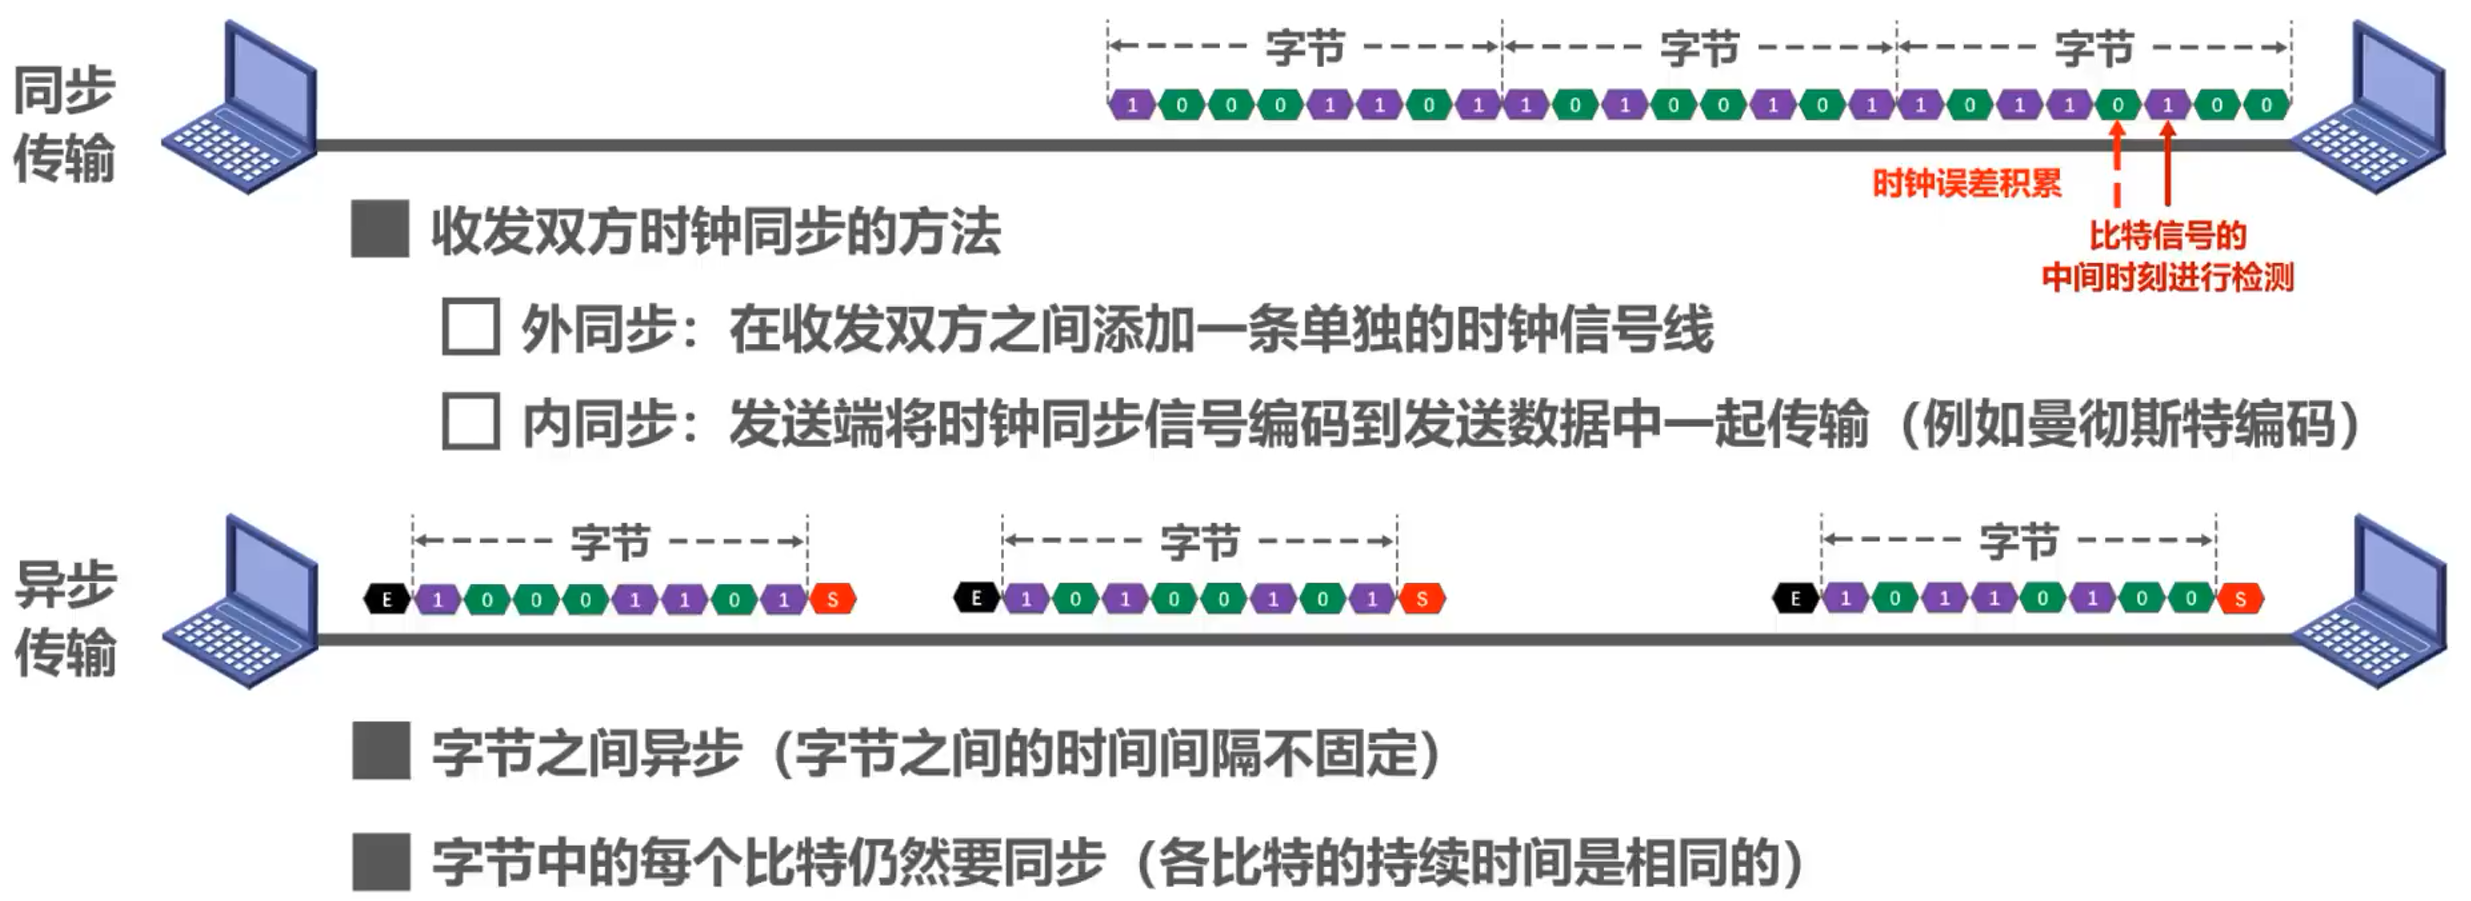 同步
传输
字节 字节 字节
1 0 0 0 1 1 0 1 1 0 1 0 0 1 0 1 1 0 1 1 0 1 0 0
时钟误差积累
比特信号的
中间时刻进行检测
收发双方时钟同步的方法
外同步：在收发双方之间添加一条单独的时钟信号线
内同步：发送端将时钟同步信号编码到发送数据中一起传输（例如曼彻斯特编码）
异步
传输
字节 字节 字节
E 1 0 0 0 1 1 0 1 S E 1 0 1 0 0 1 0 1 S E 1 0 1 1 0 1 0 0 S
字节之间异步（字节之间的时间间隔不固定）
字节中的每个比特仍然要同步（各比特的持续时间是相同的）